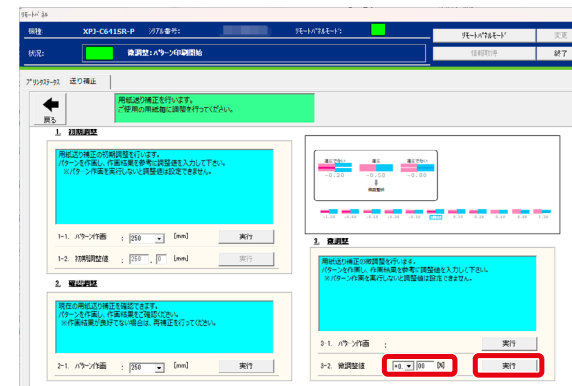 ﾘﾓｰﾄﾊﾟﾈﾙ
機種: XPJ-C641SR-P ｼﾘｱﾙ番号: ﾘﾓｰﾄﾊﾟﾈﾙﾓｰﾄﾞ: ﾘﾓｰﾄﾊﾟﾈﾙﾓｰﾄﾞ 変更
状況: 微調整:ﾊﾟﾀｰﾝ印刷開始 情報取得 終了
ﾌﾟﾘﾝﾀｽﾃｰﾀｽ 送り補正
戻る
用紙送り補正を行います。
ご使用の用紙毎に調整を行ってください。
1. 初期調整
用紙送り補正の初期調整を行います。
パターンを作画し、作画結果を参考に調整値を入力して下さい。
※パターン作画を実行しないと調整値は設定できません。
1-1. ﾊﾟﾀｰﾝ作画 : 250 [mm] 実行
1-2. 初期調整値 : 250 . 0 [mm] 実行
2. 確認調整
現在の用紙送り補正を確認できます。
パターンを作画し、作画結果をご確認ください。
※作画結果が良好でない場合は、再補正を行ってください。
2-1. ﾊﾟﾀｰﾝ作画 : 250 [mm] 実行
適正でない 適正 適正でない
-0.20 -0.50 -0.80
3. 微調整
用紙送り補正の微調整を行います。
パターンを作画し、作画結果を参考に調整値を入力して下さい。
※パターン作画を実行しないと調整値は設定できません。
3-1. ﾊﾟﾀｰﾝ作画 : 実行
3-2. 微調整値 +0. 00 [%] 実行